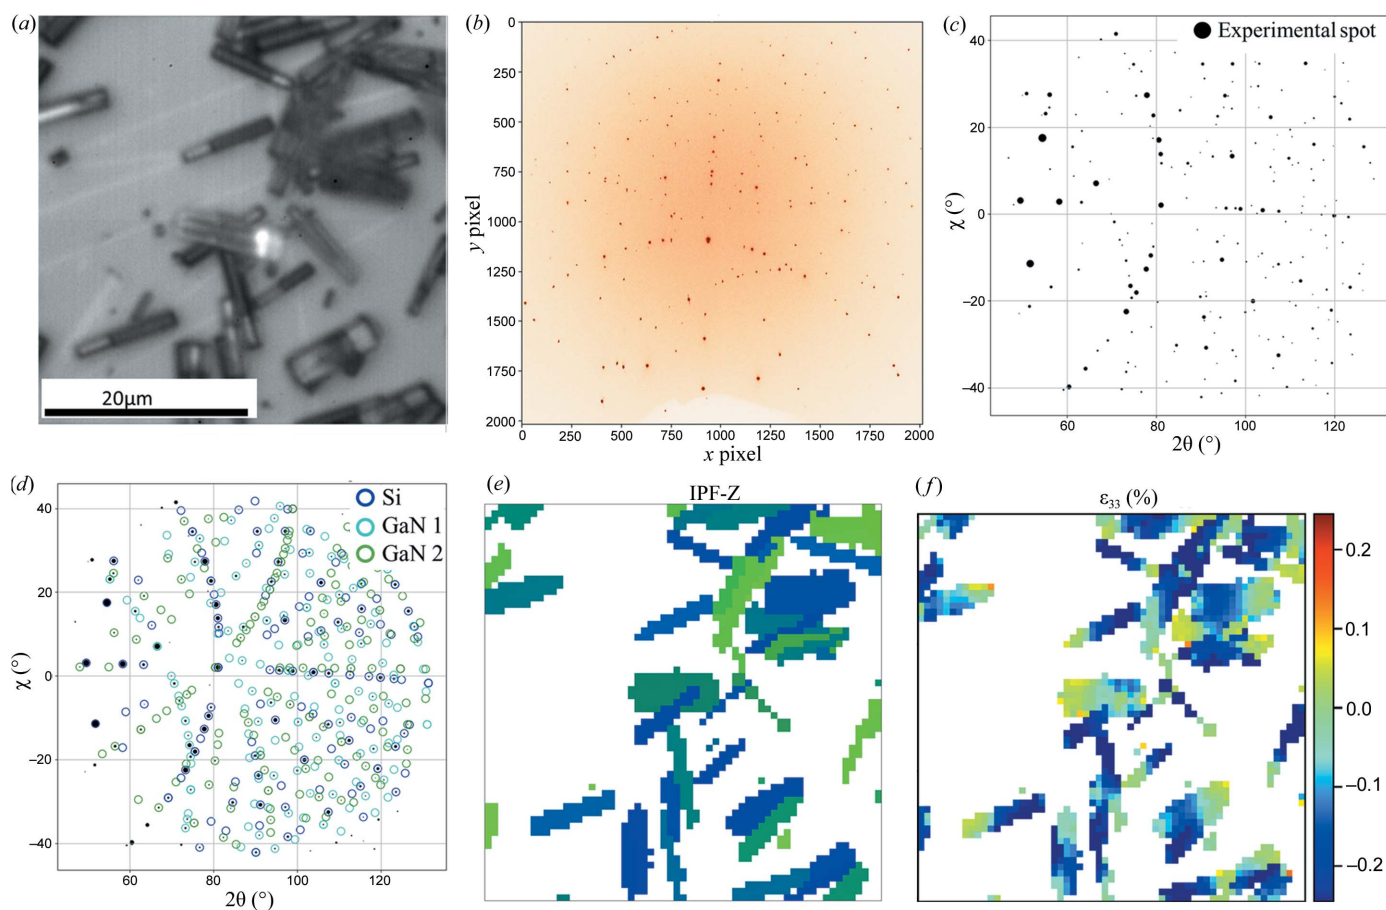 (a)
20µm
(b)
0
250
500
750
1000
1250
1500
1750
2000
y pixel
0
250
500
750
1000
1250
1500
1750
2000
x pixel
(c)
Experimental spot
40
20
0
−20
−40
χ (°)
60
80
100
120
2θ (°)
(d)
Si
GaN 1
GaN 2
40
20
0
−20
−40
χ (°)
60
80
100
120
2θ (°)
(e)
IPF-Z
(f)
ε33 (%)
0.2
0.1
0.0
−0.1
−0.2